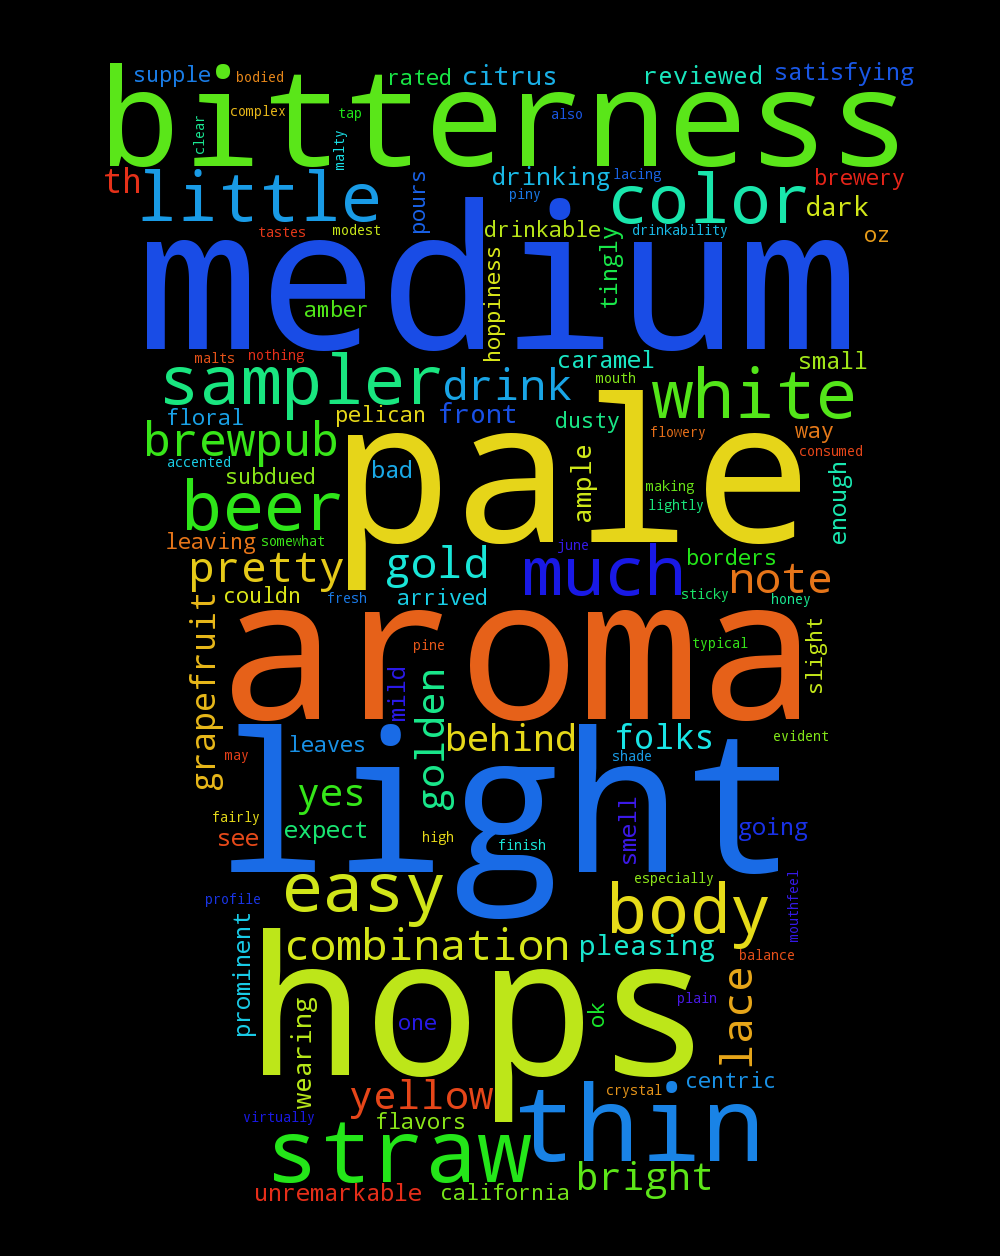 supple bodied rated citrus reviewed satisfying
bitterness
clear complex tap malty also
th little pours drinking lacing piny color brewery dark
tastes modest drinkable drinkability oz
medium
amber hoppiness tingly
malts nothing caramel small
sampler drink mouth white
floral pelican front dusty flowery way consumed
brewpub
accented bad pale
subdued ample making lightly enough
beer
leaving somewhat june
pretty gold much borders note
couldn fresh arrived sticky honey
grapefruit aroma
pine typical slight
mild golden
leaves behind folks evident
may shade
light
yes
fairly see expect high finish smell going
easy especially body mouthfeel
profile
prominent combination pleasing balance
hops
wearing one ok plain lace
yellow crystal centric
virtually flavors thin
straw
bright
unremarkable california